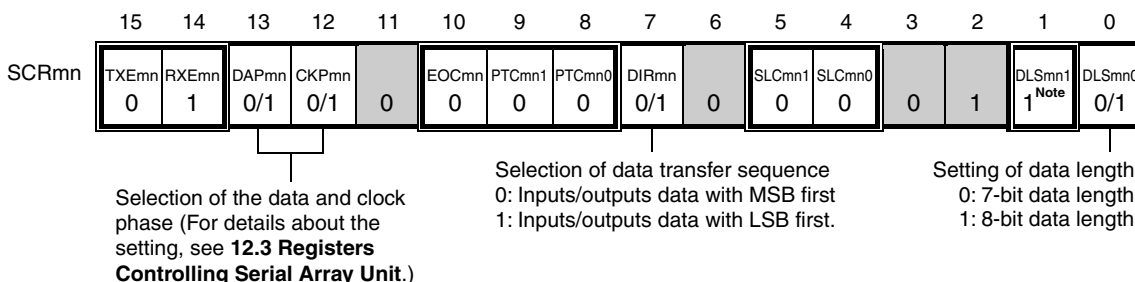 15 14 13 12 11 10 9 8 7 6 5 4 3 2 1 0
SCRmn
TXEmn RXEmn DAPmn CKPmn EOCmn PTCmn1 PTCmn0 DIRmn SLCmn1 SLCmn0 DLSmn1 DLSmn0
0 1 0/1 0/1 0 0 0 0 0/1 0 0 0 0 1 1 Note 0/1
Selection of the data and clock
phase (For details about the
setting, see 12.3 Registers
Controlling Serial Array Unit.)
Selection of data transfer sequence
0: Inputs/outputs data with MSB first
1: Inputs/outputs data with LSB first.
Setting of data length
0: 7-bit data length
1: 8-bit data length